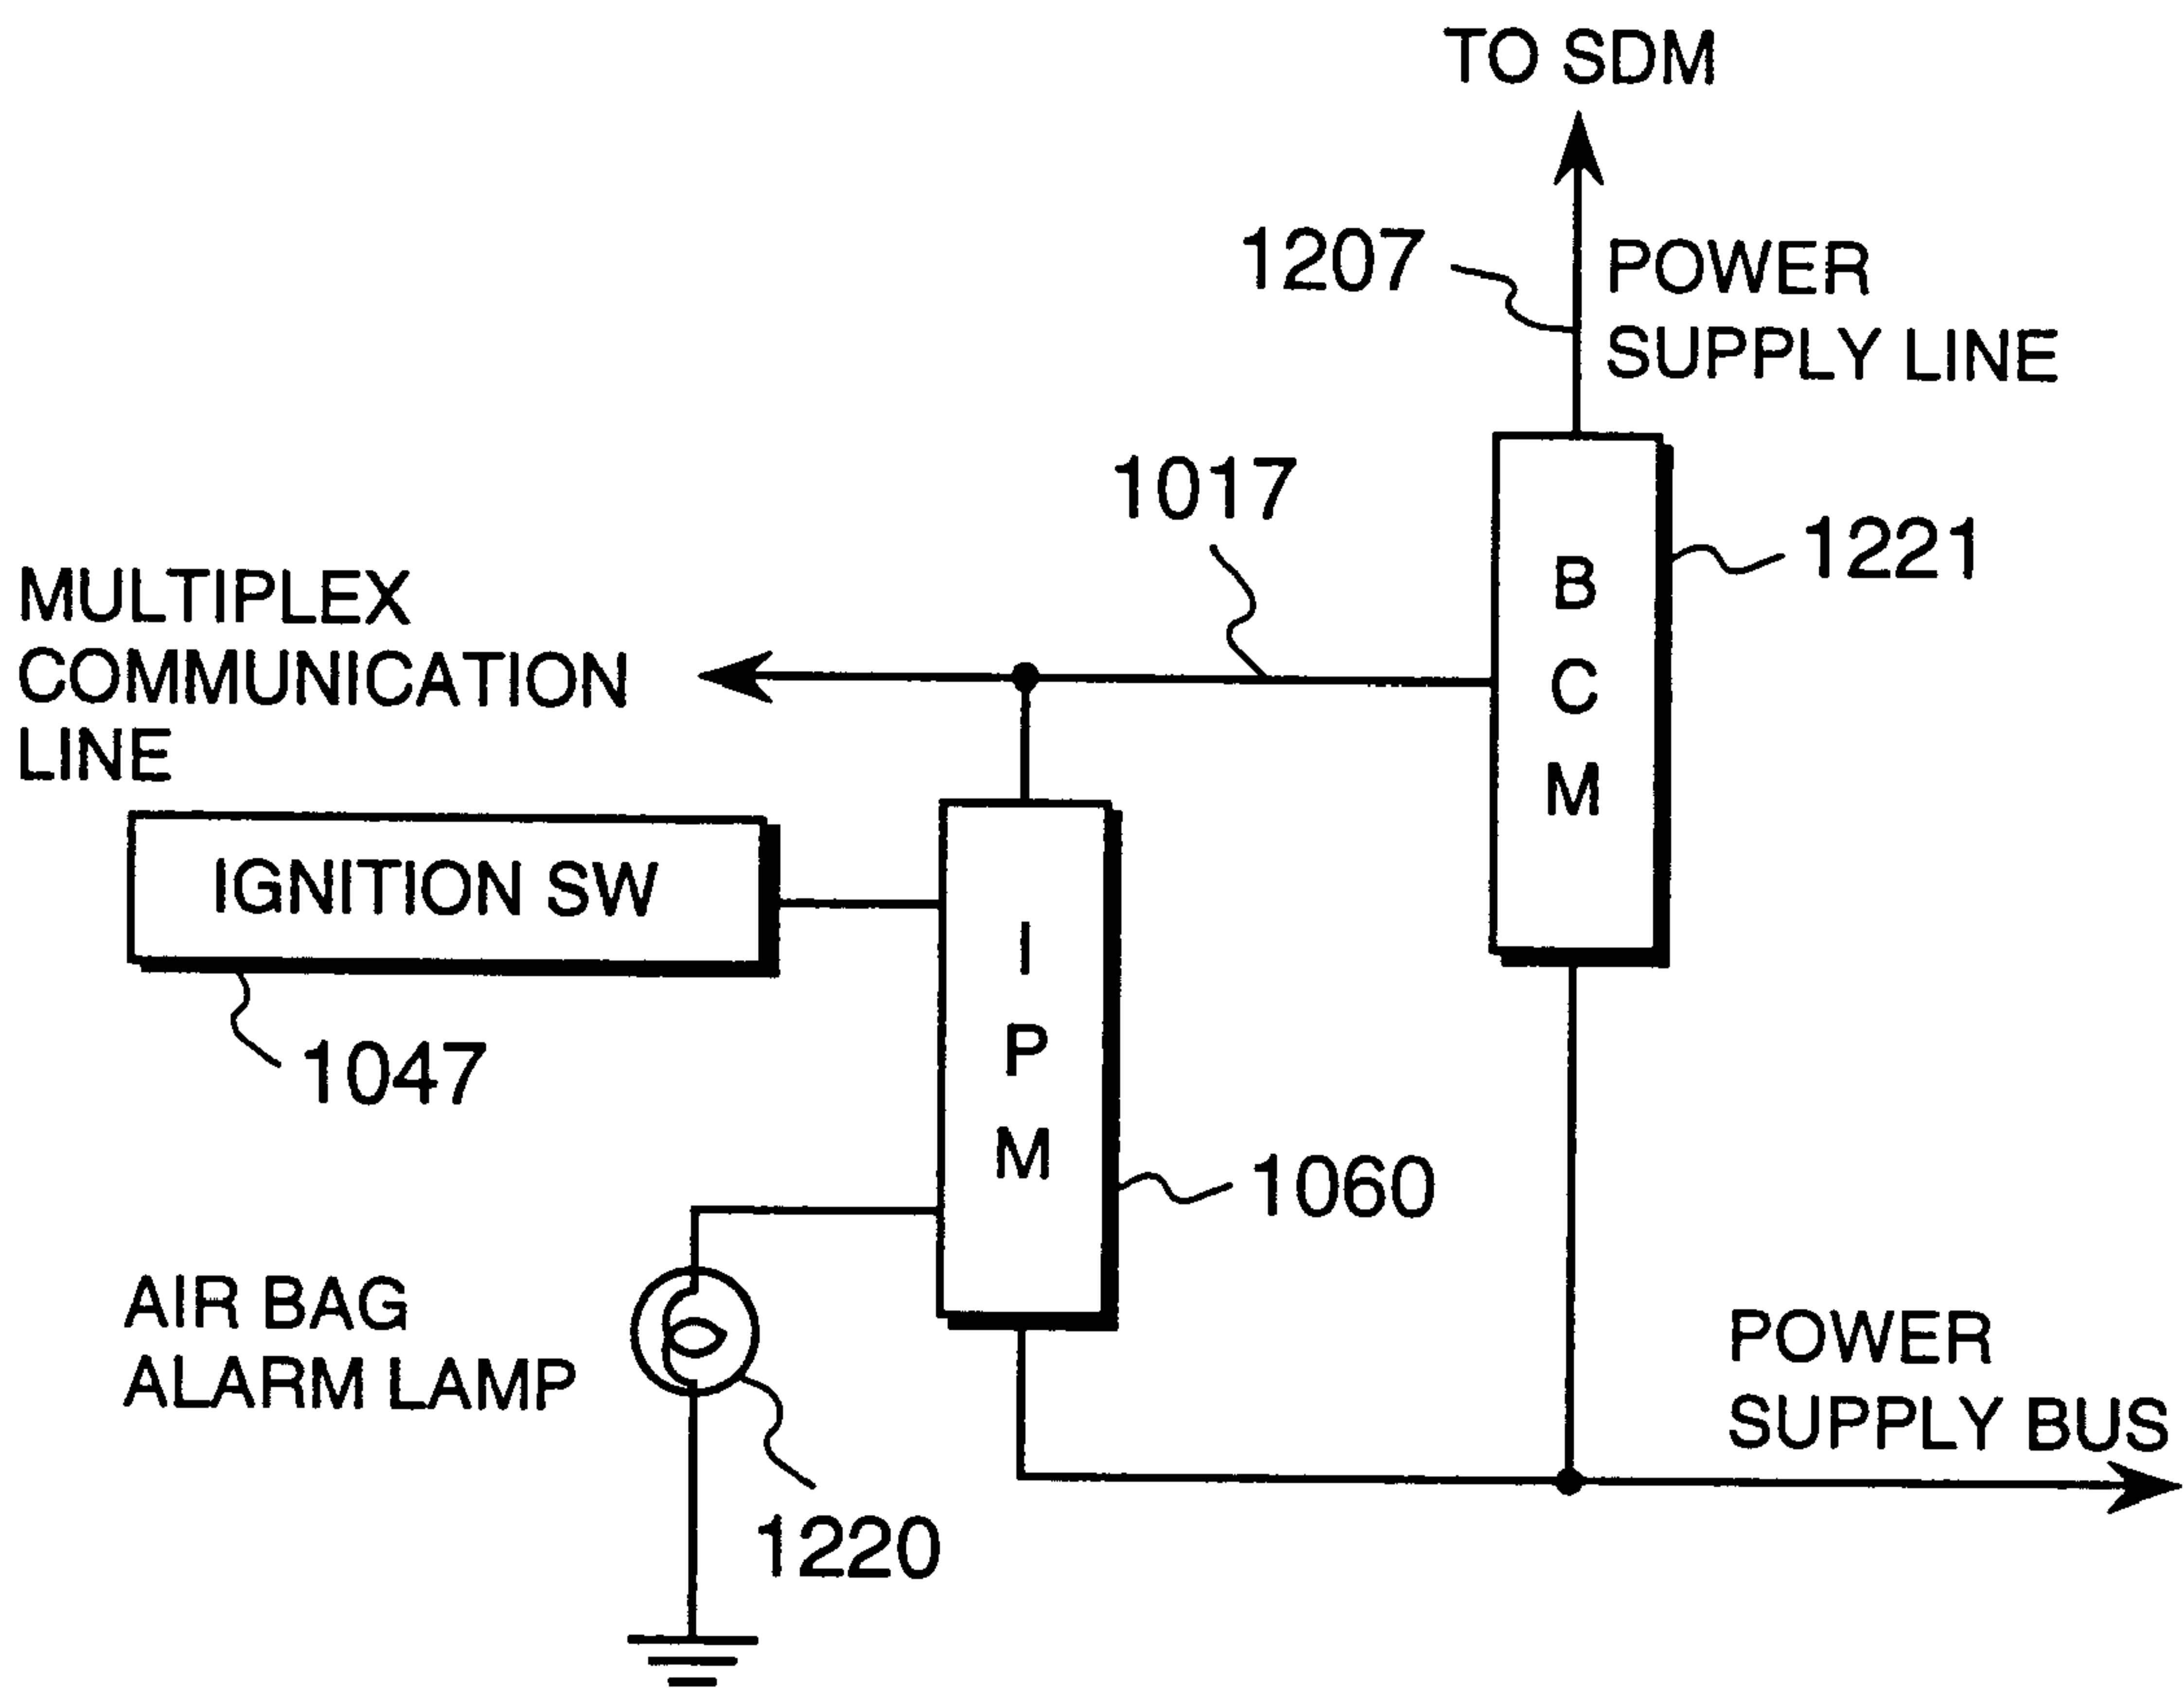 TO SDM
1207
POWER
SUPPLY LINE
1017
1221
B
C
M
MULTIPLEX
COMMUNICATION
LINE
IGNITION SW
1047
I
P
M
1060
AIR BAG
ALARM LAMP
1220
POWER
SUPPLY BUS